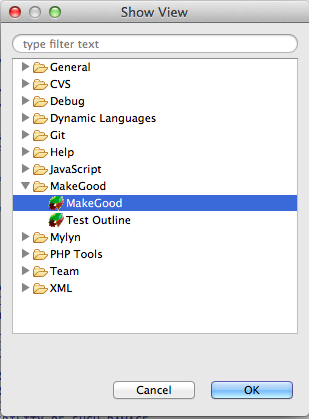 Show View
type filter text
General
CVS
Debug
Dynamic Languages
Git
Help
JavaScript
MakeGood
MakeGood
Test Outline
Mylyn
PHP Tools
Team
XML
Cancel
OK